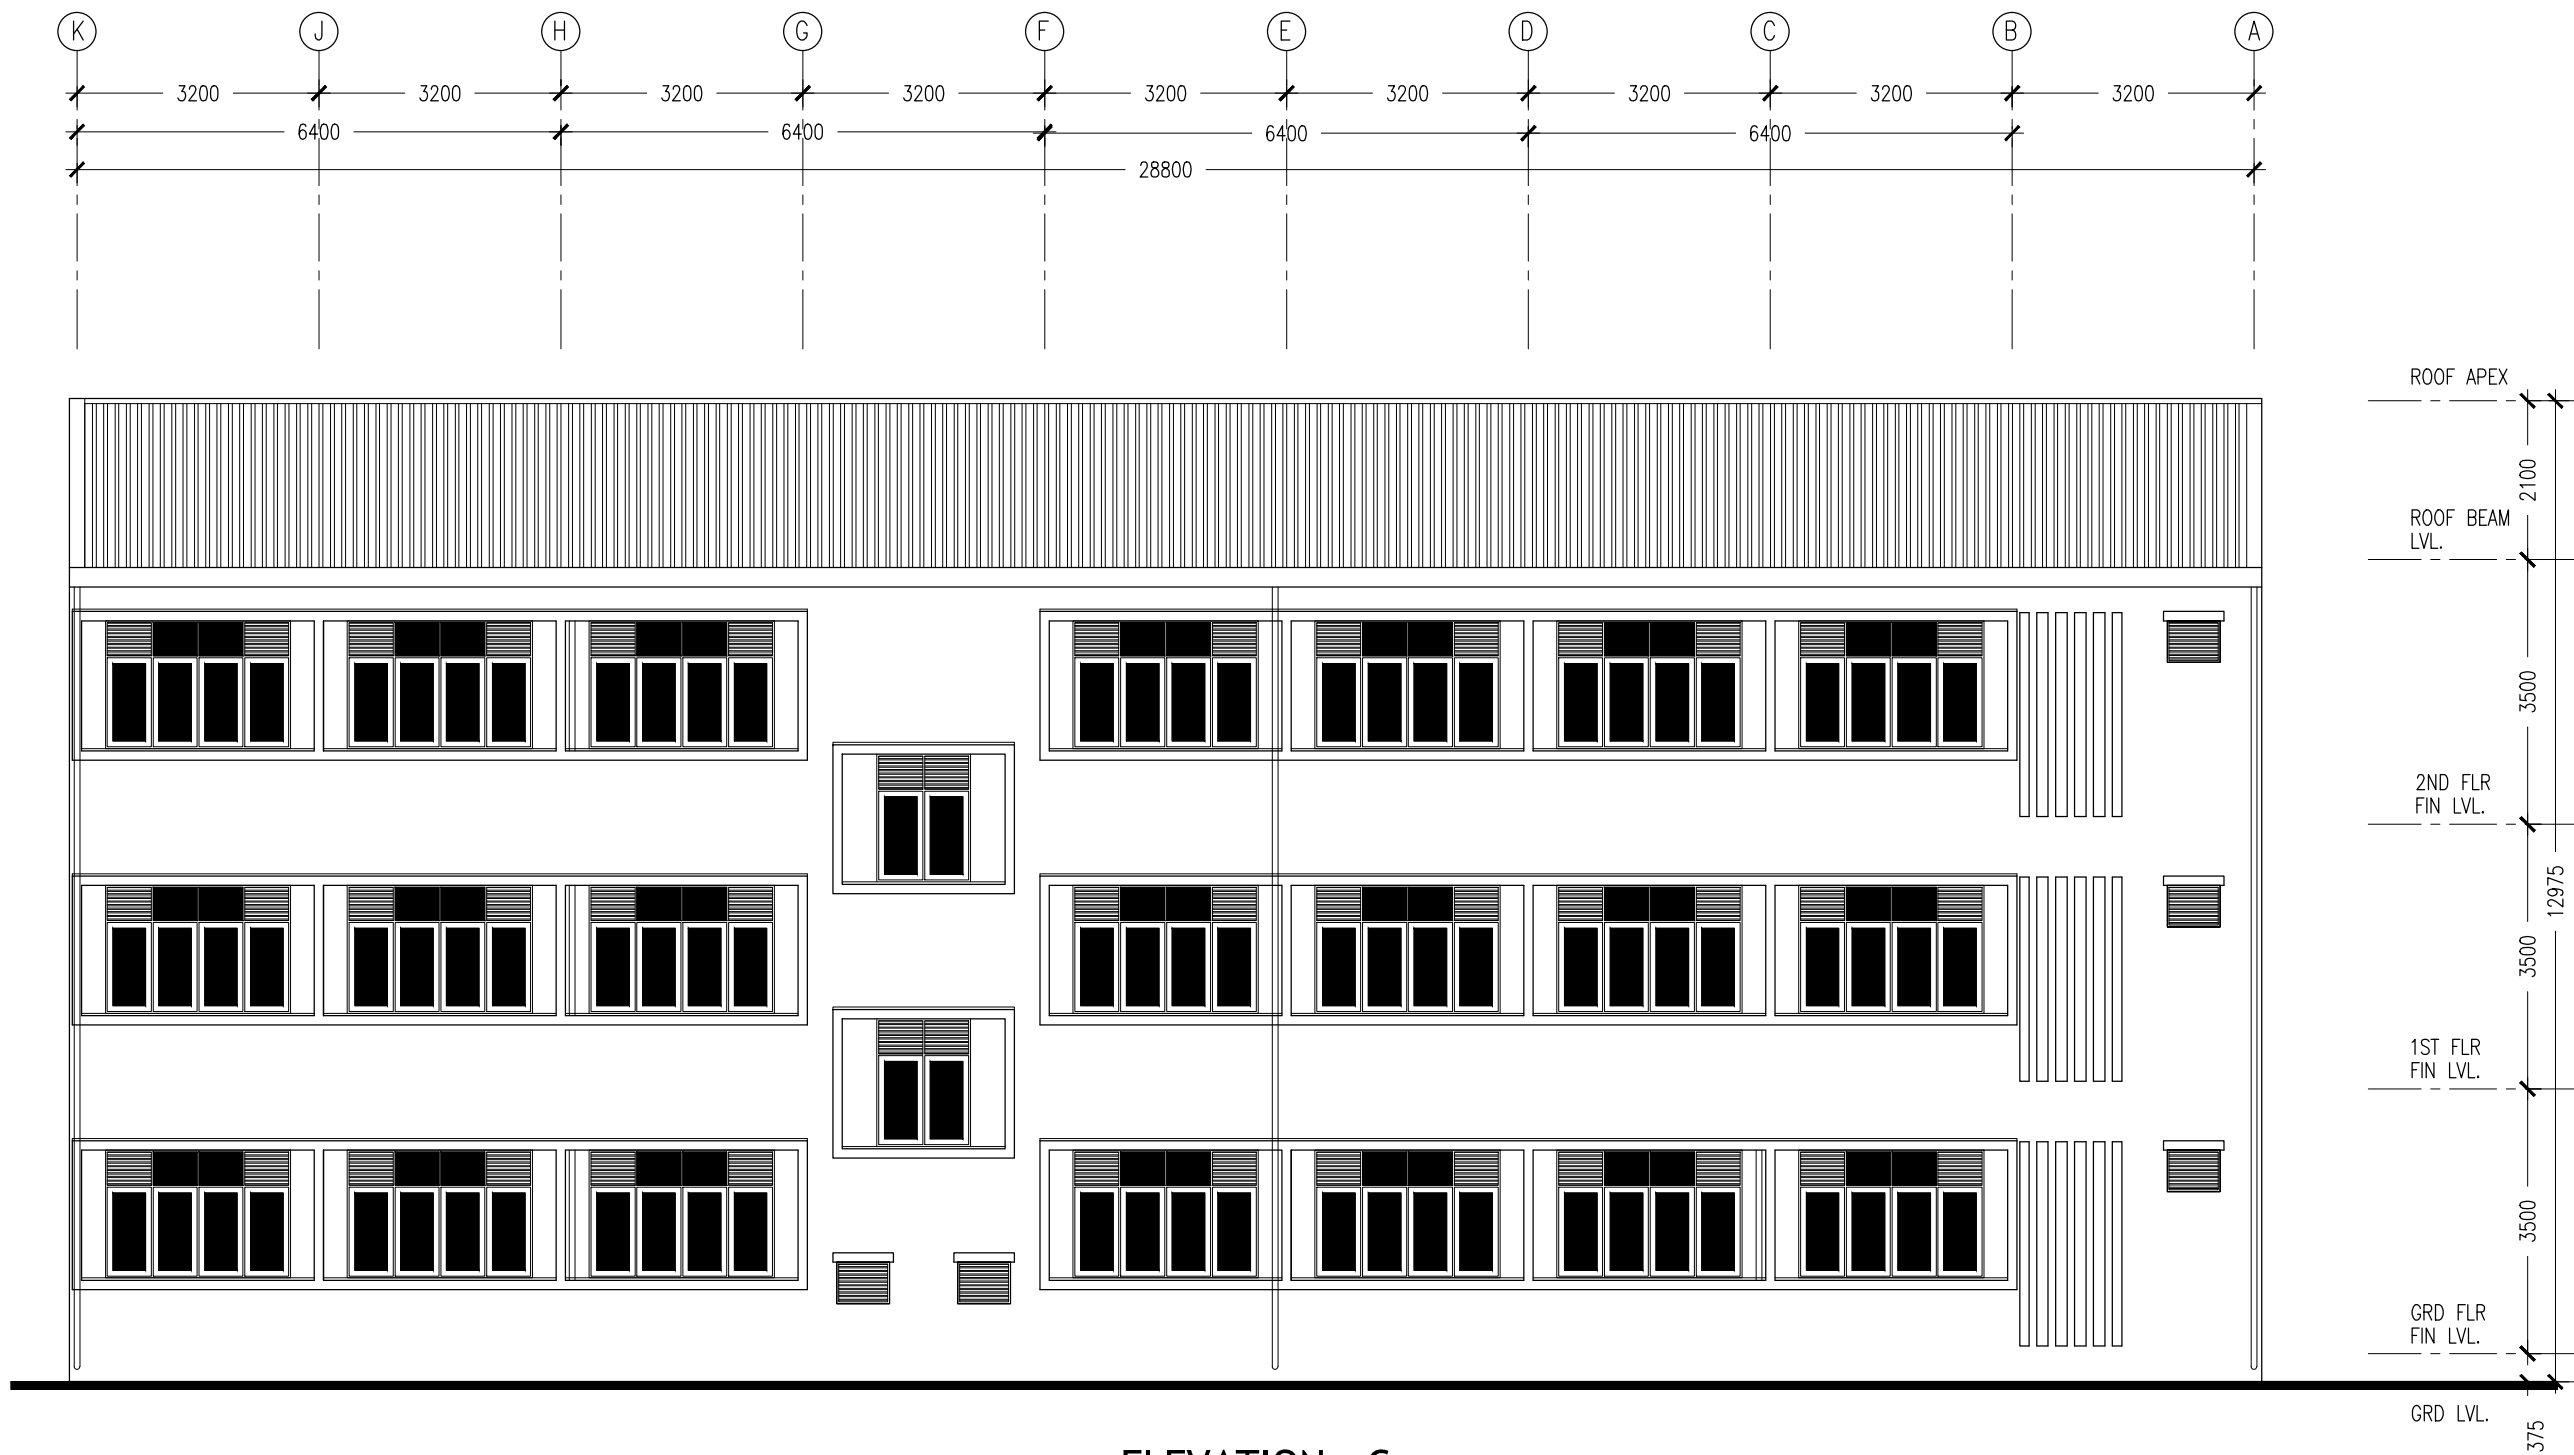 K J H G F E D C B A
3200 3200 3200 3200 3200 3200 3200 3200 3200
6400 6400 6400 6400
28800
ROOF APEX
2100
ROOF BEAM
LVL.
3500
2ND FLR
FIN LVL.
12975
3500
1ST FLR
FIN LVL.
3500
GRD FLR
FIN LVL.
GRD LVL.
375
ELEVATION